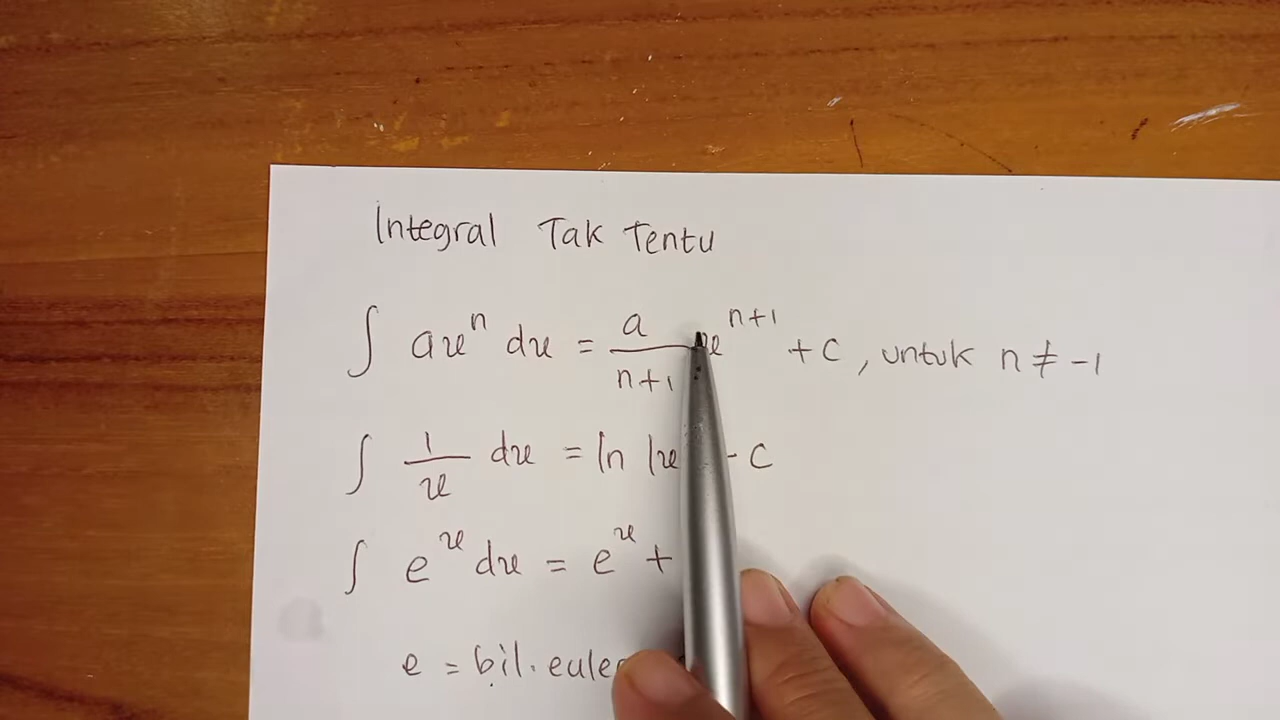 Integral Tak Tentu
∫ ax^n dx = a/(n+1) x^(n+1) + c, untuk n ≠ -1
∫ 1/x dx = ln |x - c
∫ e^x dx = e^x +
e = bil. euler